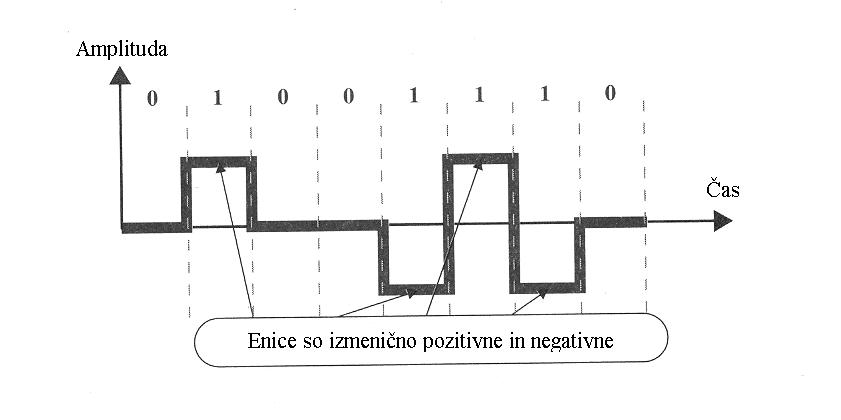 Amplituda
0 1 0 0 1 1 1 0
Čas
Enice so izmenično pozitivne in negativne